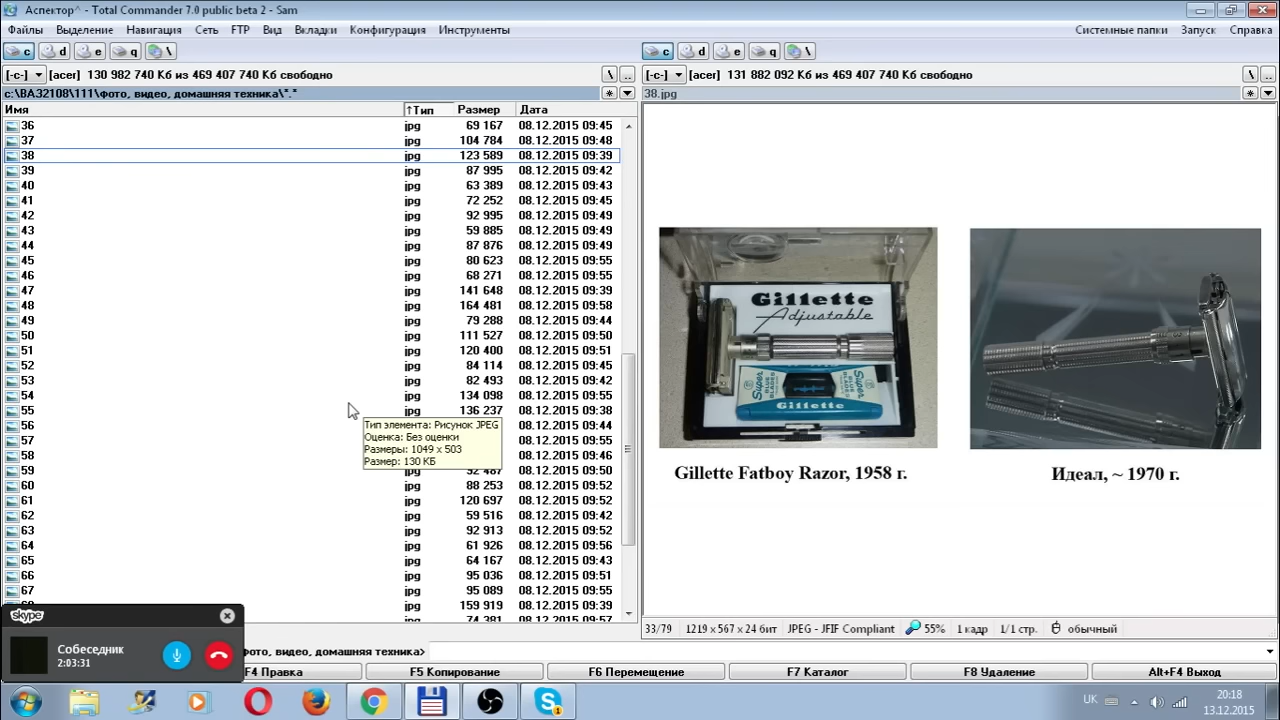 Аспектор^ - Total Commander 7.0 public beta 2 - Sam
Файлы Выделение Навигация Сеть FTP Вид Вкладки Конфигурация Инструменты Системные папки Запуск Справка
c d e q \ c d e q \
[-c-] [acer] 130 982 740 Кб из 469 407 740 Кб свободно \ .. [-c-] [acer] 131 882 092 Кб из 469 407 740 Кб свободно \ ..
c:\ВАЗ2108\111\Фото, видео, домашняя техника\*.* * 38.jpg *
Имя ↑Тип Размер Дата
36 jpg 69 167 08.12.2015 09:45
37 jpg 104 784 08.12.2015 09:48
38 jpg 123 589 08.12.2015 09:39
39 jpg 87 995 08.12.2015 09:42
40 jpg 63 389 08.12.2015 09:43
41 jpg 72 252 08.12.2015 09:45
42 jpg 92 995 08.12.2015 09:49
43 jpg 59 885 08.12.2015 09:49
44 jpg 87 876 08.12.2015 09:49
45 jpg 80 623 08.12.2015 09:55
46 jpg 68 271 08.12.2015 09:55
47 jpg 141 648 08.12.2015 09:39
48 jpg 164 481 08.12.2015 09:58
49 jpg 79 288 08.12.2015 09:44
50 jpg 111 527 08.12.2015 09:39
51 jpg 120 400 08.12.2015 09:51
52 jpg 84 114 08.12.2015 09:45
53 jpg 82 493 08.12.2015 09:42
54 jpg 134 098 08.12.2015 09:55
55 jpg 136 237 08.12.2015 09:38
56 09:44
57 09:55
58 09:46
59 08.12.2015 09:50
60 jpg 88 253 08.12.2015 09:52
61 jpg 120 697 08.12.2015 09:52
62 jpg 59 516 08.12.2015 09:42
63 jpg 92 913 08.12.2015 09:52
64 jpg 61 926 08.12.2015 09:56
65 jpg 64 167 08.12.2015 09:43
66 jpg 95 036 08.12.2015 09:51
67 jpg 95 089 08.12.2015 09:55
jpg 159 919 08.12.2015 09:39
jpg 74 381 08.12.2015 09:57
Тип элемента: Рисунок JPEG
Оценка: Без оценки
Размеры: 1049 x 503
Размер: 130 КБ
Gillette
Adjustable
Gillette
Gillette Fatboy Razor, 1958 г.
Идеал, ~ 1970 г.
33/79 1219 x 567 x 24 бит JPEG - JFIF Compliant 55% 1 кадр 1/1 стр. обычный
skype
Собеседник
2:03:31
фото, видео, домашняя техника>
F4 Правка F5 Копирование F6 Перемещение F7 Каталог F8 Удаление Alt+F4 Выход
UK 20:18
13.12.2015